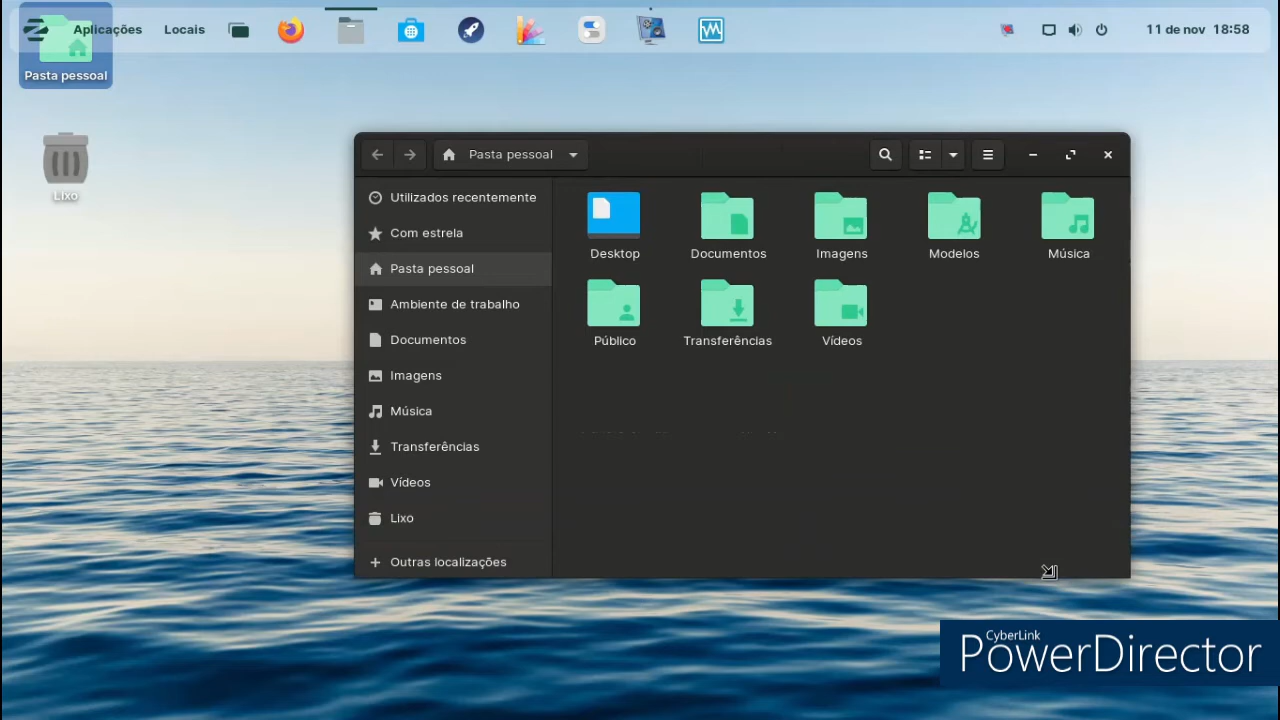 Aplicações
Locais
11 de nov 18:58
Pasta pessoal
Lixo
Pasta pessoal
Utilizados recentemente
Com estrela
Pasta pessoal
Ambiente de trabalho
Documentos
Imagens
Música
Transferências
Vídeos
Lixo
Outras localizações
Desktop
Documentos
Imagens
Modelos
Música
Público
Transferências
Vídeos
CyberLink
PowerDirector